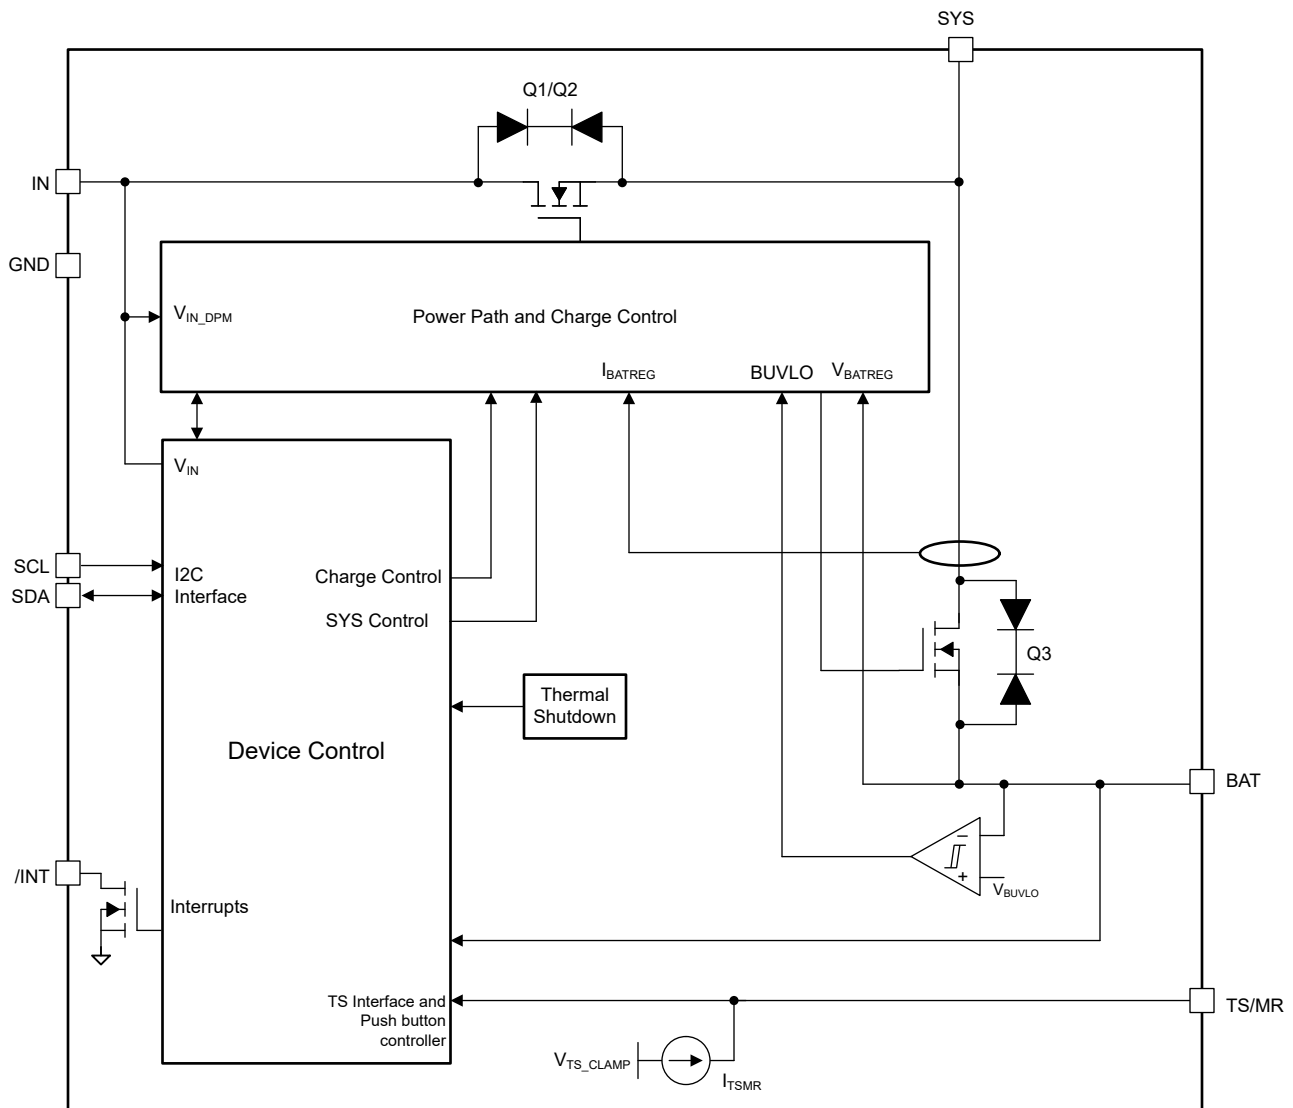 SYS
Q1/Q2
IN
GND
VIN_DPM
Power Path and Charge Control
IBATREG
BUVLO
VBATREG
VIN
SCL
SDA
I2C
Interface
Charge Control
SYS Control
Q3
Thermal
Shutdown
Device Control
BAT
/INT
Interrupts
−
+
VBUVLO
TS Interface and
Push button
controller
TS/MR
VTS_CLAMP
ITSMR